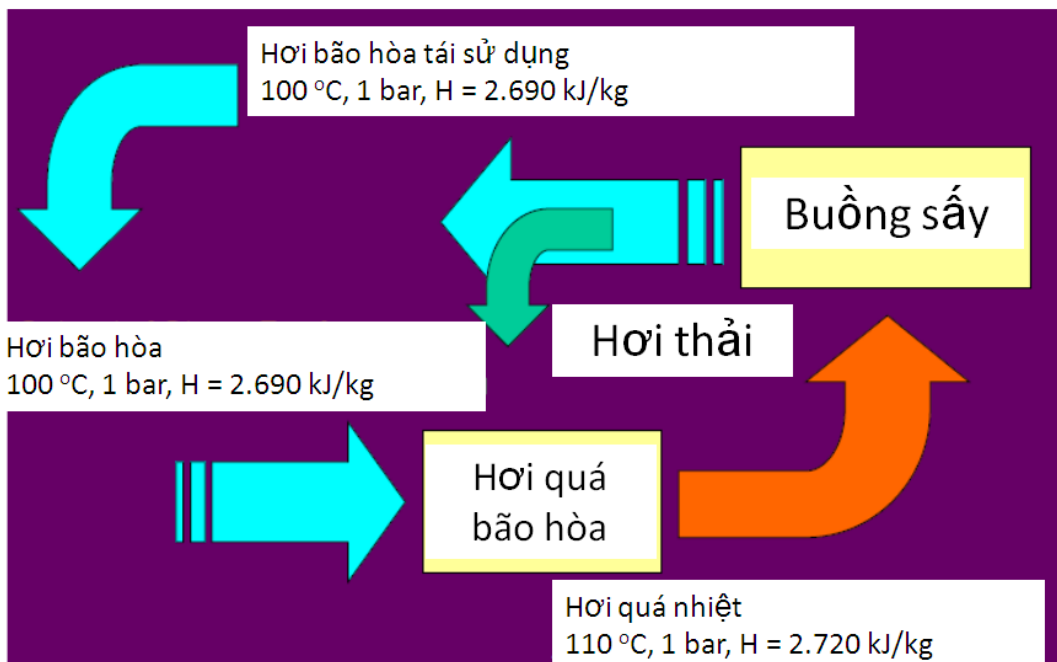 Hơi bão hòa tái sử dụng
100 °C, 1 bar, H = 2.690 kJ/kg
Buồng sấy
Hơi thải
Hơi bão hòa
100 °C, 1 bar, H = 2.690 kJ/kg
Hơi quá
bão hòa
Hơi quá nhiệt
110 °C, 1 bar, H = 2.720 kJ/kg